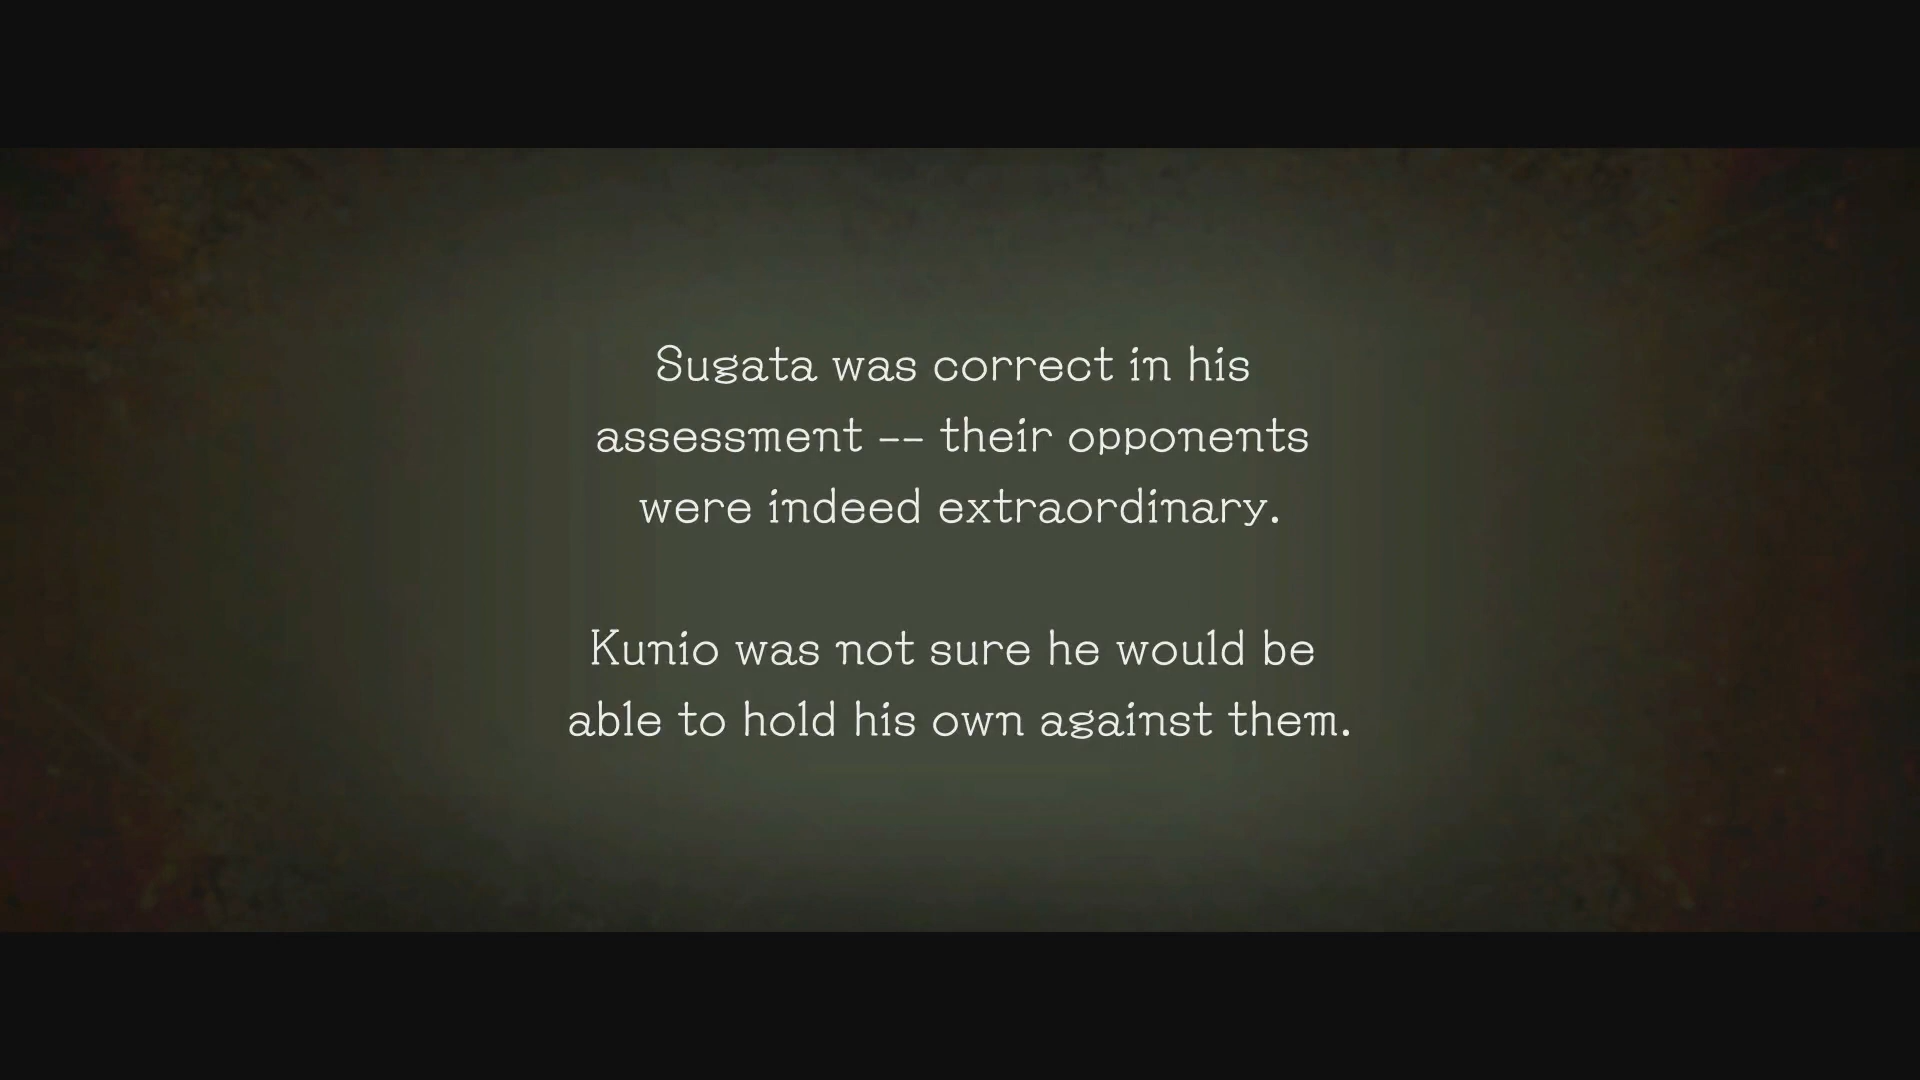 Sugata was correct in his
assessment -- their opponents
were indeed extraordinary.
Kunio was not sure he would be
able to hold his own against them.